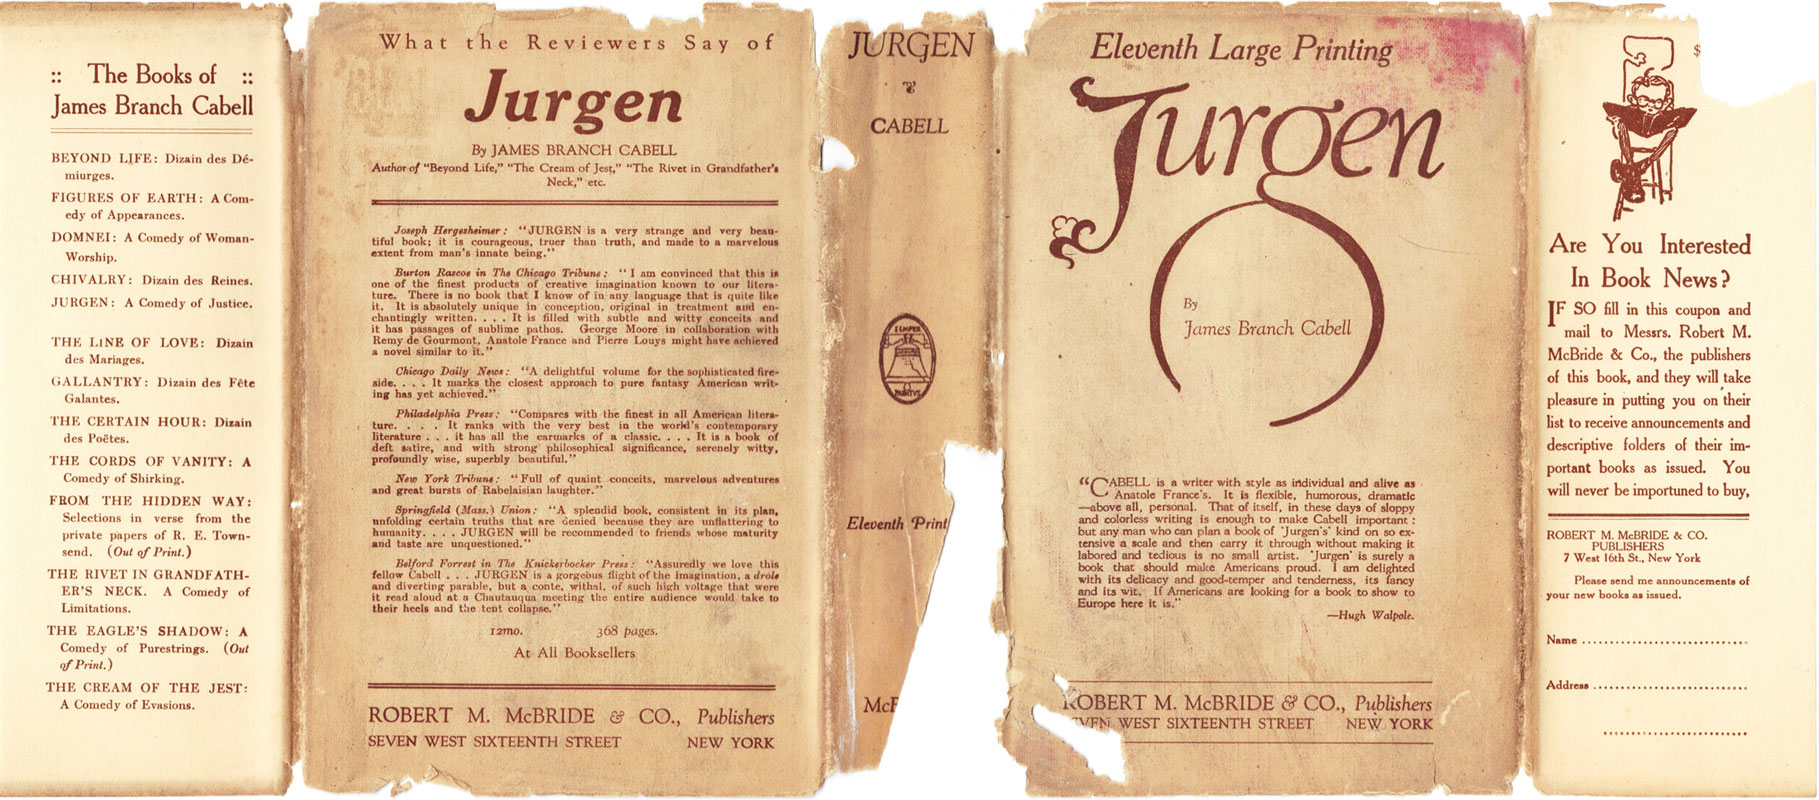 :: The Books of ::
James Branch Cabell
BEYOND LIFE: Dizain des Dé-
miurges.
FIGURES OF EARTH: A Com-
edy of Appearances.
DOMNEI: A Comedy of Woman-
Worship.
CHIVALRY: Dizain des Reines.
JURGEN: A Comedy of Justice.
THE LINE OF LOVE: Dizain
des Mariages.
GALLANTRY: Dizain des Fête
Galantes.
THE CERTAIN HOUR: Dizain
des Poëtes.
THE CORDS OF VANITY: A
Comedy of Shirking.
FROM THE HIDDEN WAY:
Selections in verse from the
private papers of R. E. Town-
send. (Out of Print.)
THE RIVET IN GRANDFATH-
ER'S NECK. A Comedy of
Limitations.
THE EAGLE'S SHADOW: A
Comedy of Purestrings. (Out
of Print.)
THE CREAM OF THE JEST:
A Comedy of Evasions.
What the Reviewers Say of
Jurgen
By JAMES BRANCH CABELL
Author of "Beyond Life," "The Cream of Jest," "The Rivet in Grandfather's
Neck," etc.
Joseph Hergesheimer: "JURGEN is a very strange and very beau-
tiful book; it is courageous, truer than truth, and made to a marvelous
extent from man's innate being."
Burton Rascoe in The Chicago Tribune: "I am convinced that this is
one of the finest products of creative imagination known to our litera-
ture. There is no book that I know of in any language that is quite like
it. It is absolutely unique in conception, original in treatment and en-
chantingly written. . . . It is filled with subtle and witty conceits and
it has passages of sublime pathos. George Moore in collaboration with
Remy de Gourmont, Anatole France and Pierre Louys might have achieved
a novel similar to it."
Chicago Daily News: "A delightful volume for the sophisticated fire-
side. . . . It marks the closest approach to pure fantasy American writ-
ing has yet achieved."
Philadelphia Press: "Compares with the finest in all American litera-
ture. . . . It ranks with the very best in the world's contemporary
literature . . . it has all the earmarks of a classic. . . . It is a book of
deft satire, and with strong philosophical significance, serenely witty,
profoundly wise, superbly beautiful."
New York Tribune: "Full of quaint conceits, marvelous adventures
and great bursts of Rabelaisian laughter."
Springfield (Mass.) Union: "A splendid book, consistent in its plan,
unfolding certain truths that are denied because they are unflattering to
humanity. . . . JURGEN will be recommended to friends whose maturity
and taste are unquestioned."
Belford Forrest in The Knickerbocker Press: "Assuredly we love this
fellow Cabell . . . JURGEN is a gorgeous flight of the imagination, a drole
and diverting parable, but a conte, withal, of such high voltage that were
it read aloud at a Chautauqua meeting the entire audience would take to
their heels and the tent collapse."
12mo. 368 pages.
At All Booksellers
ROBERT M. McBRIDE & CO., Publishers
SEVEN WEST SIXTEENTH STREET NEW YORK
JURGEN
CABELL
SEMPER
Eleventh Print
McB
Eleventh Large Printing
Jurgen
By
James Branch Cabell
"CABELL is a writer with style as individual and alive as
Anatole France's. It is flexible, humorous, dramatic
—above all, personal. That of itself, in these days of sloppy
and colorless writing is enough to make Cabell important:
but any man who can plan a book of 'Jurgen's' kind on so ex-
tensive a scale and then carry it through without making it
labored and tedious is no small artist. 'Jurgen' is surely a
book that should make Americans proud. I am delighted
with its delicacy and good-temper and tenderness, its fancy
and its wit. If Americans are looking for a book to show to
Europe here it is."
—Hugh Walpole.
ROBERT M. McBRIDE & CO., Publishers
SEVEN WEST SIXTEENTH STREET NEW YORK
$
Are You Interested
In Book News?
IF SO fill in this coupon and
mail to Messrs. Robert M.
McBride & Co., the publishers
of this book, and they will take
pleasure in putting you on their
list to receive announcements and
descriptive folders of their im-
portant books as issued. You
will never be importuned to buy,
ROBERT M. McBRIDE & CO.
PUBLISHERS
7 West 16th St., New York
Please send me announcements of
your new books as issued.
Name
Address